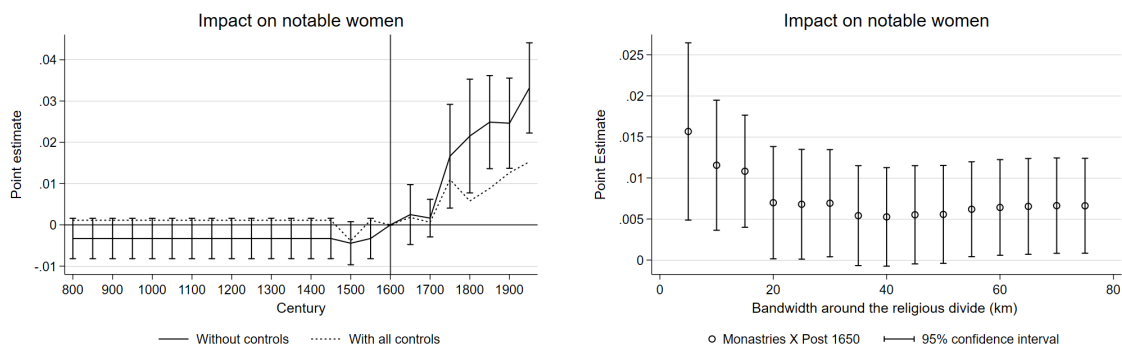 Impact on notable women
Point estimate
.04
.03
.02
.01
0
-.01
800 900 1000 1100 1200 1300 1400 1500 1600 1700 1800 1900
Century
Without controls With all controls
Impact on notable women
Point Estimate
.025
.02
.015
.01
.005
0
0 20 40 60 80
Bandwidth around the religious divide (km)
Monastries X Post 1650 95% confidence interval